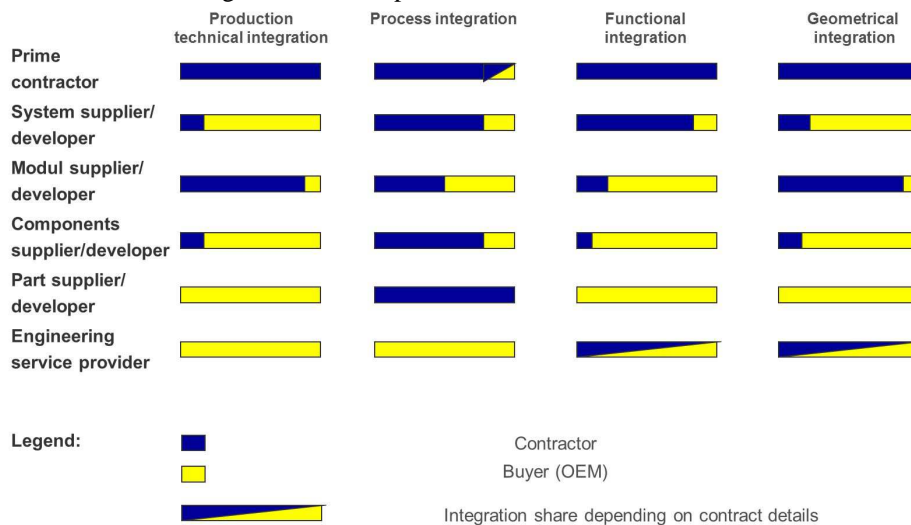 Production technical integration
Process integration
Functional integration
Geometrical integration
Prime contractor
System supplier/ developer
Modul supplier/ developer
Components supplier/developer
Part supplier/ developer
Engineering service provider
Legend:
Contractor
Buyer (OEM)
Integration share depending on contract details